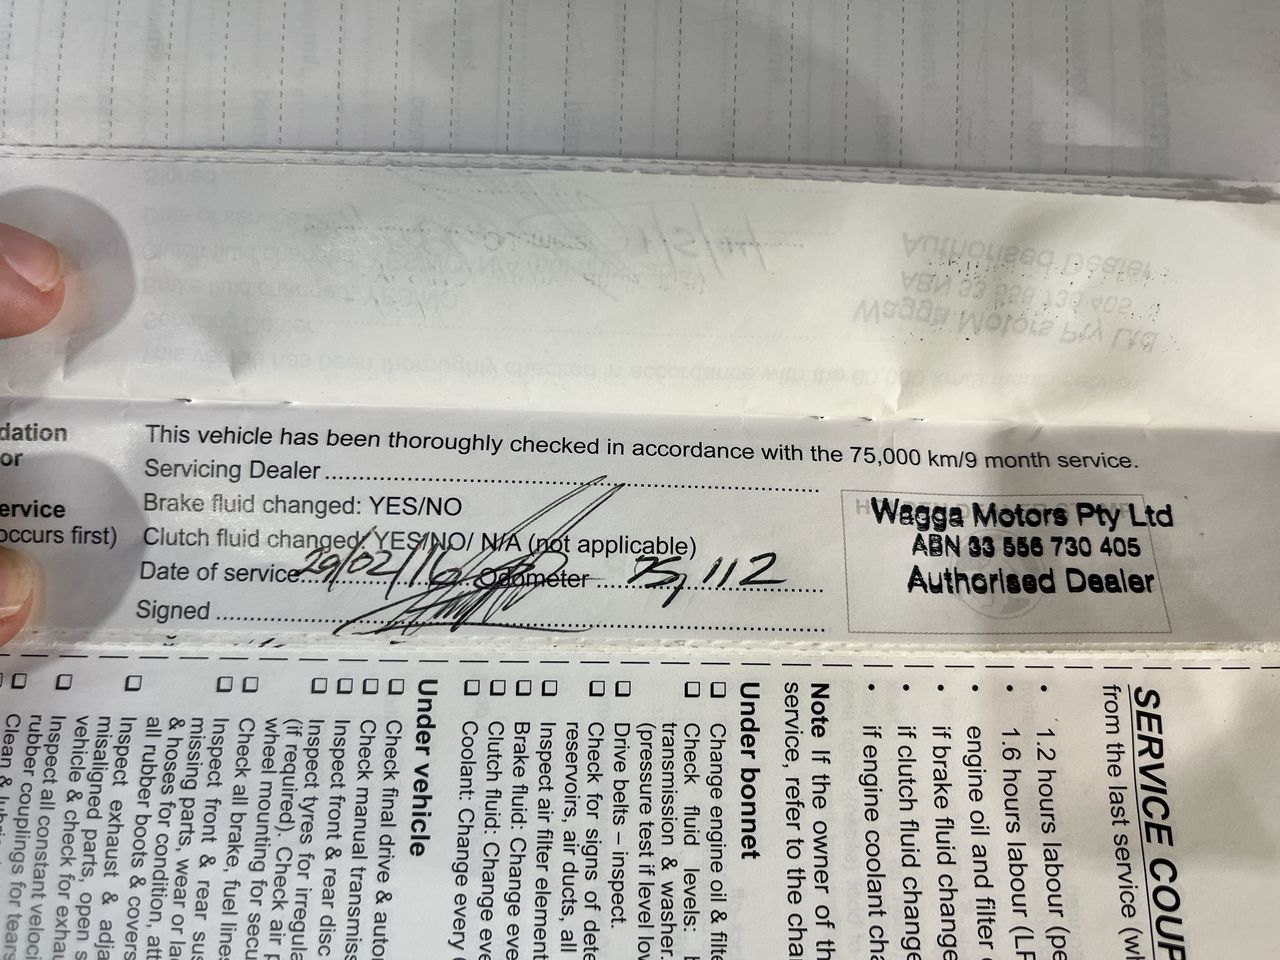 dation
or
ervice
occurs first)
This vehicle has been thoroughly checked in accordance with the 75,000 km/9 month service.
Servicing Dealer
Brake fluid changed: YES/NO
Clutch fluid changed: YES/NO/ N/A (not applicable)
Date of service 29/02/16 Odometer 75,112
Signed
Wagga Motors Pty Ltd
ABN 33 556 730 405
Authorised Dealer
SERVICE COUP
from the last service (wh
• 1.2 hours labour (pe
• 1.6 hours labour (LF
• engine oil and filter
• if brake fluid change
• if clutch fluid change
• if engine coolant cha
Note If the owner of th
service, refer to the cha
Under bonnet
❑ Change engine oil & filte
❑ Check fluid levels:
transmission & washer.
(pressure test if level low
❑ Drive belts – inspect.
❑ Check for signs of dete
reservoirs, air ducts, all
❑ Inspect air filter element
❑ Brake fluid: Change eve
❑ Clutch fluid: Change eve
❑ Coolant: Change every
Under vehicle
❑ Check final drive & autor
❑ Check manual transmiss
❑ Inspect front & rear disc
❑ Inspect tyres for irregula
(if required). Check air p
wheel mounting for secu
❑ Check all brake, fuel lines
❑ Inspect front & rear sus
missing parts, wear or la
& hoses for condition, att
all rubber boots & covers
❑ Inspect exhaust & adja
misaligned parts, open s
vehicle & check for exhau
❑ Inspect all constant veloci
rubber couplings for tears
❑ Clean & lubric